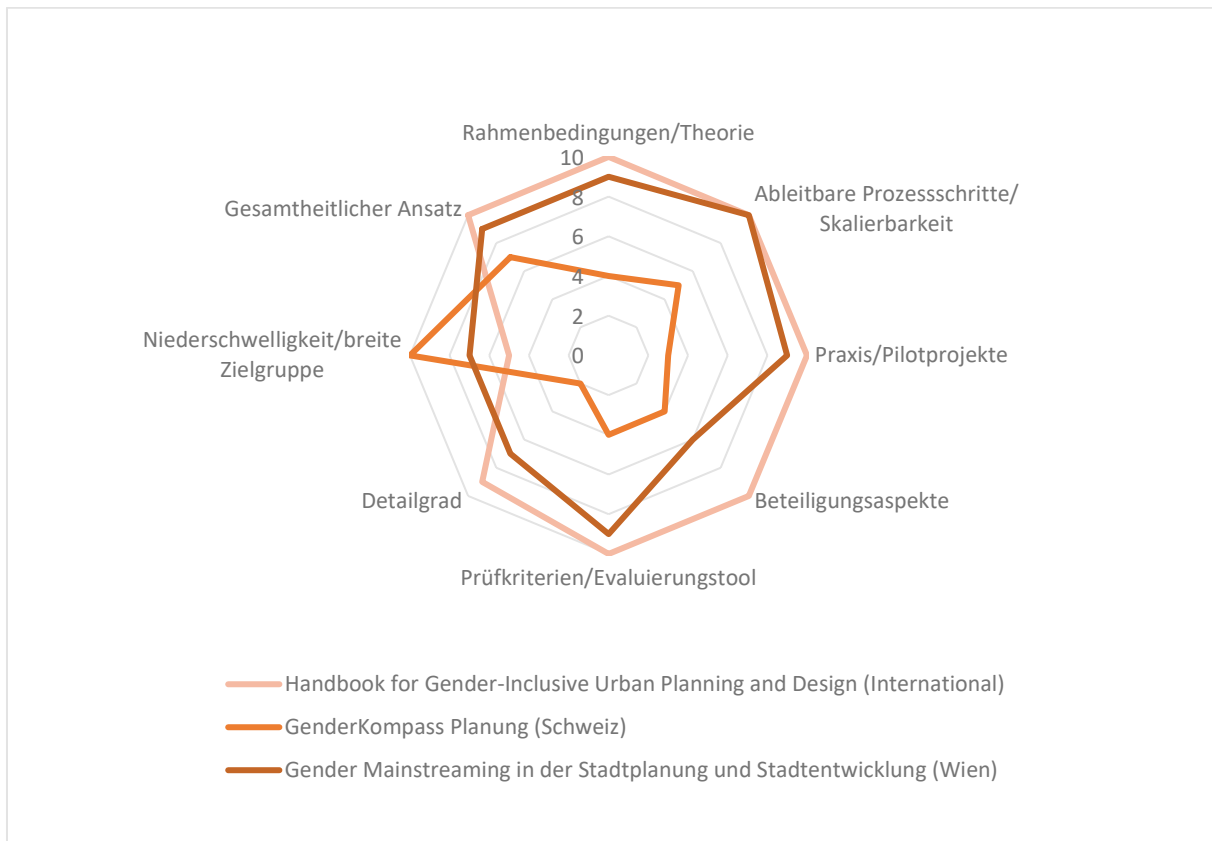 Rahmenbedingungen/Theorie
10
8
6
4
2
0
Ableitbare Prozessschritte/
Skalierbarkeit
Praxis/Pilotprojekte
Beteiligungsaspekte
Prüfkriterien/Evaluierungstool
Detailgrad
Niederschwelligkeit/breite
Zielgruppe
Gesamtheitlicher Ansatz
Handbook for Gender-Inclusive Urban Planning and Design (International)
GenderKompass Planung (Schweiz)
Gender Mainstreaming in der Stadtplanung und Stadtentwicklung (Wien)